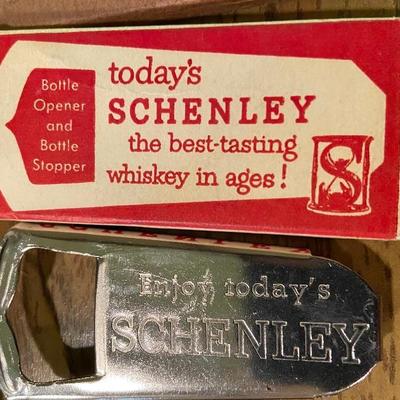 Bottle
Opener
and
Bottle
Stopper
today's
SCHENLEY
the best-tasting
whiskey in ages!
S
Enjoy today's
SCHENLEY